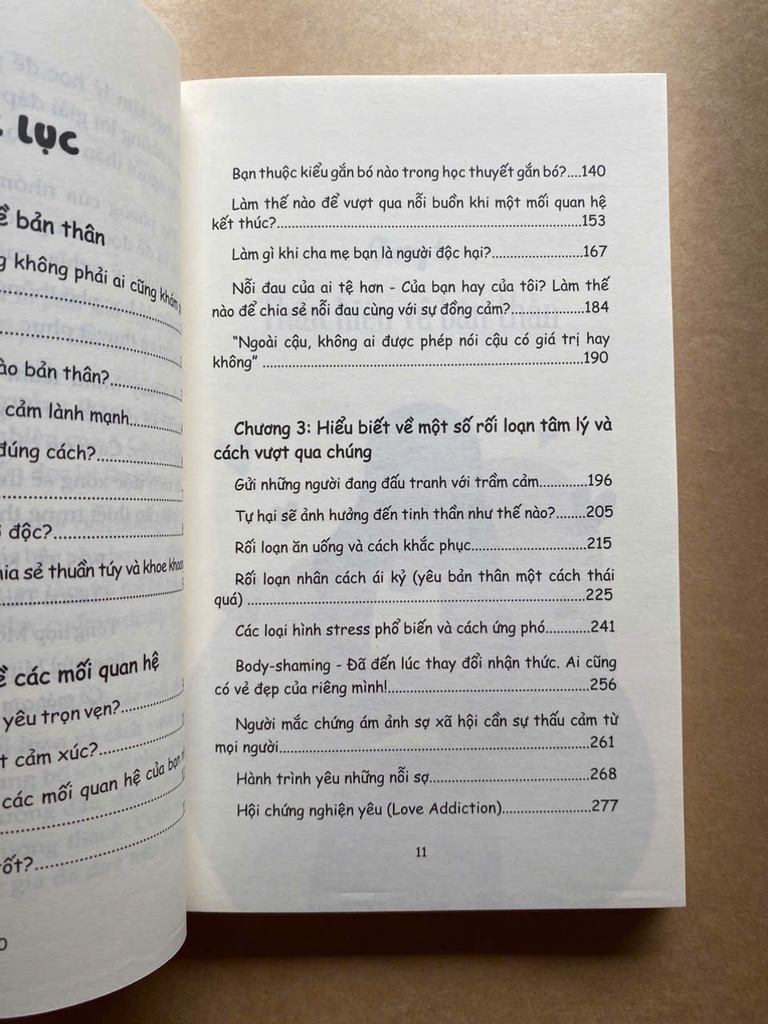 LỤC
bản thân
không phải ai cũng
bản thân?
cảm lành mạnh
đúng cách?
độc?
sẻ thuần túy và khoe
các mối quan hệ
yêu trọn vẹn?
cảm xúc?
các mối quan hệ của bạn
tốt?
Bạn thuộc kiểu gắn bó nào trong học thuyết gắn bó?....140
Làm thế nào để vượt qua nỗi buồn khi một mối quan hệ
kết thúc?..........153
Làm gì khi cha mẹ bạn là người độc hại?..........167
Nỗi đau của ai tệ hơn - Của bạn hay của tôi? Làm thế
nào để chia sẻ nỗi đau cùng với sự đồng cảm?..........184
“Ngoài cậu, không ai được phép nói cậu có giá trị hay
không” ..........190
Chương 3: Hiểu biết về một số rối loạn tâm lý và
cách vượt qua chúng
Gửi những người đang đấu tranh với trầm cảm..........196
Tự hại sẽ ảnh hưởng đến tinh thần như thế nào?........205
Rối loạn ăn uống và cách khắc phục..........215
Rối loạn nhân cách ái kỷ (yêu bản thân một cách thái
quá) ..........225
Các loại hình stress phổ biến và cách ứng phó..........241
Body-shaming - Đã đến lúc thay đổi nhận thức. Ai cũng
có vẻ đẹp của riêng mình!..........256
Người mắc chứng ám ảnh sợ xã hội cần sự thấu cảm từ
mọi người..........261
Hành trình yêu những nỗi sợ..........268
Hội chứng nghiện yêu (Love Addiction)..........277
11